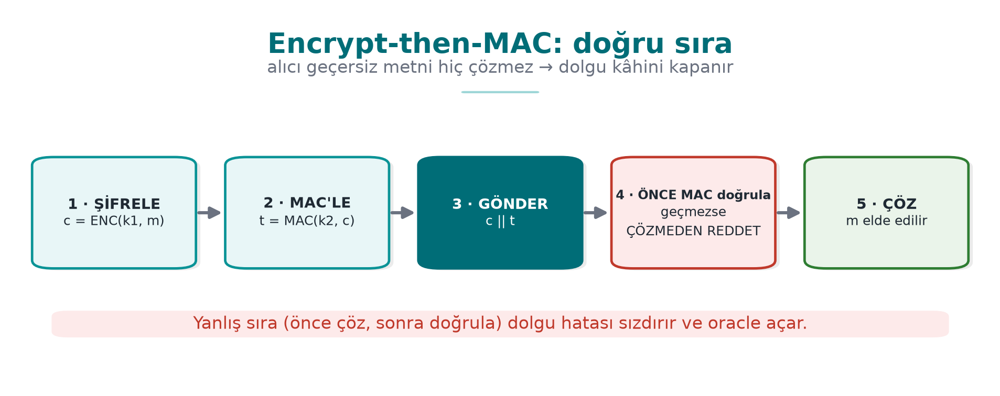 Encrypt-then-MAC: doğru sıra
alıcı geçersiz metni hiç çözmez → dolgu kâhini kapanır
1 · ŞİFRELE
c = ENC(k1, m)
2 · MAC'LE
t = MAC(k2, c)
3 · GÖNDER
c || t
4 · ÖNCE MAC doğrula
geçmezse
ÇÖZMEDEN REDDET
5 · ÇÖZ
m elde edilir
Yanlış sıra (önce çöz, sonra doğrula) dolgu hatası sızdırır ve oracle açar.